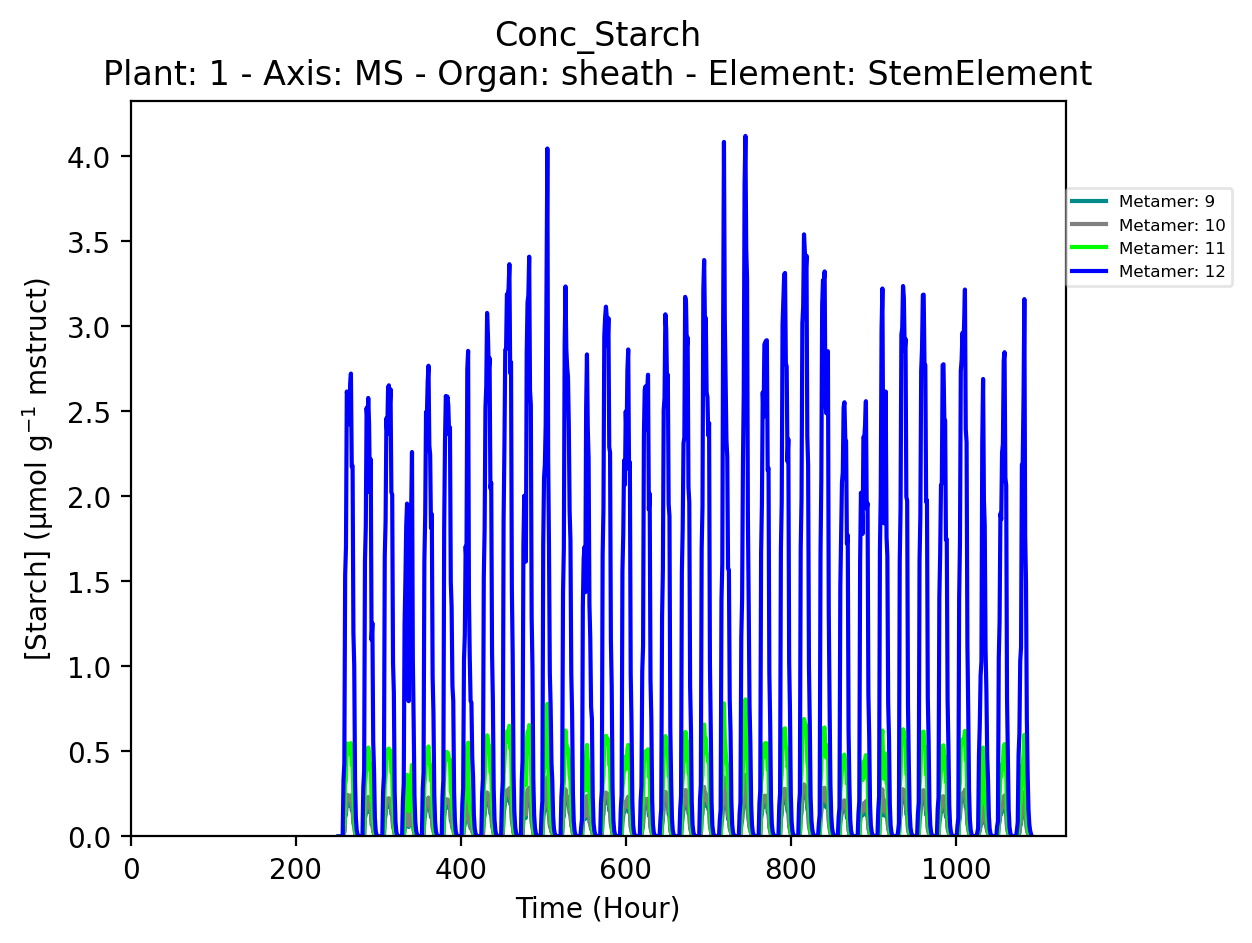 Conc_Starch
Plant: 1 - Axis: MS - Organ: sheath - Element: StemElement
4.0
3.5
3.0
2.5
2.0
1.5
1.0
0.5
0.0
[Starch] (µmol g⁻¹ mstruct)
0
200
400
600
800
1000
Time (Hour)
Metamer: 9
Metamer: 10
Metamer: 11
Metamer: 12